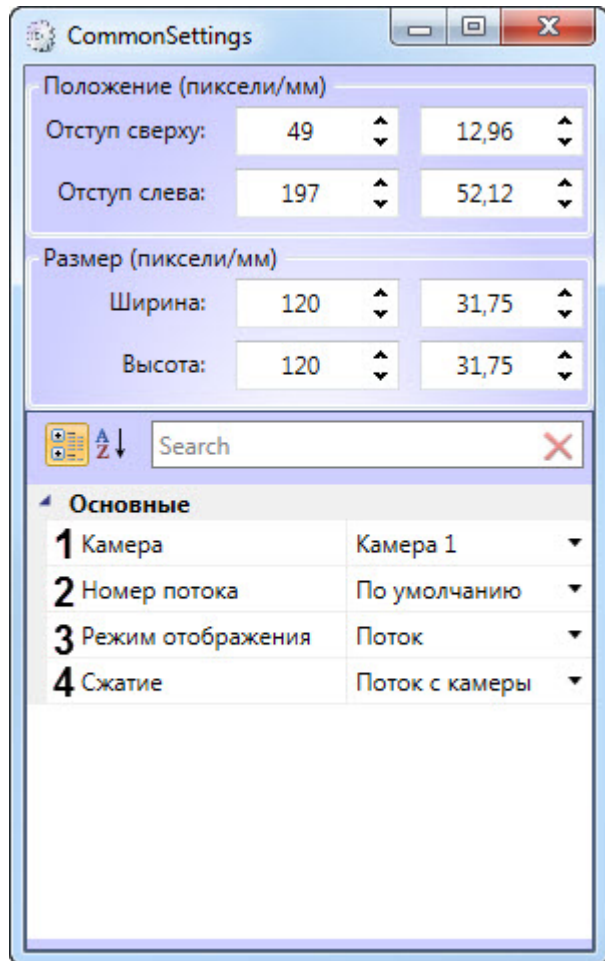 CommonSettings
Положение (пиксели/мм)
Отступ сверху: 49 12,96
Отступ слева: 197 52,12
Размер (пиксели/мм)
Ширина: 120 31,75
Высота: 120 31,75
AZ Search
Основные
1 Камера Камера 1
2 Номер потока По умолчанию
3 Режим отображения Поток
4 Сжатие Поток с камеры